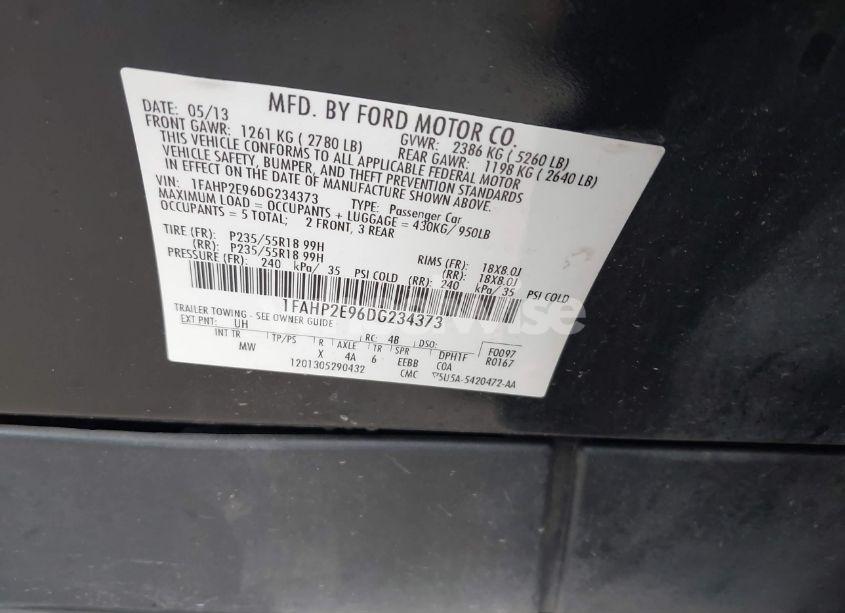 MFD. BY FORD MOTOR CO.
DATE: 05/13 GVWR: 2386 KG ( 5260 LB)
FRONT GAWR: 1261 KG ( 2780 LB) REAR GAWR: 1198 KG ( 2640 LB)
THIS VEHICLE CONFORMS TO ALL APPLICABLE FEDERAL MOTOR
VEHICLE SAFETY, BUMPER, AND THEFT PREVENTION STANDARDS
IN EFFECT ON THE DATE OF MANUFACTURE SHOWN ABOVE.
VIN: 1FAHP2E96DG234373 TYPE: Passenger Car
MAXIMUM LOAD = OCCUPANTS + LUGGAGE = 430KG/ 950LB
OCCUPANTS = 5 TOTAL; 2 FRONT, 3 REAR
TIRE (FR): P235/55R18 99H RIMS (FR): 18X8.0J
(RR): P235/55R18 99H (RR): 18X8.0J
PRESSURE (FR): 240 kPa/ 35 PSI COLD (RR): 240 kPa/ 35 PSI COLD
1FAHP2E96DG234373
TRAILER TOWING - SEE OWNER GUIDE
EXT PNT: UH RC: 4B DSO:
INT TR TP/PS R AXLE TR SPR DPHTF F0097
MW X 4A 6 EEBB C0A R0167
1201305290432 CMC 5U5A-5420472-AA